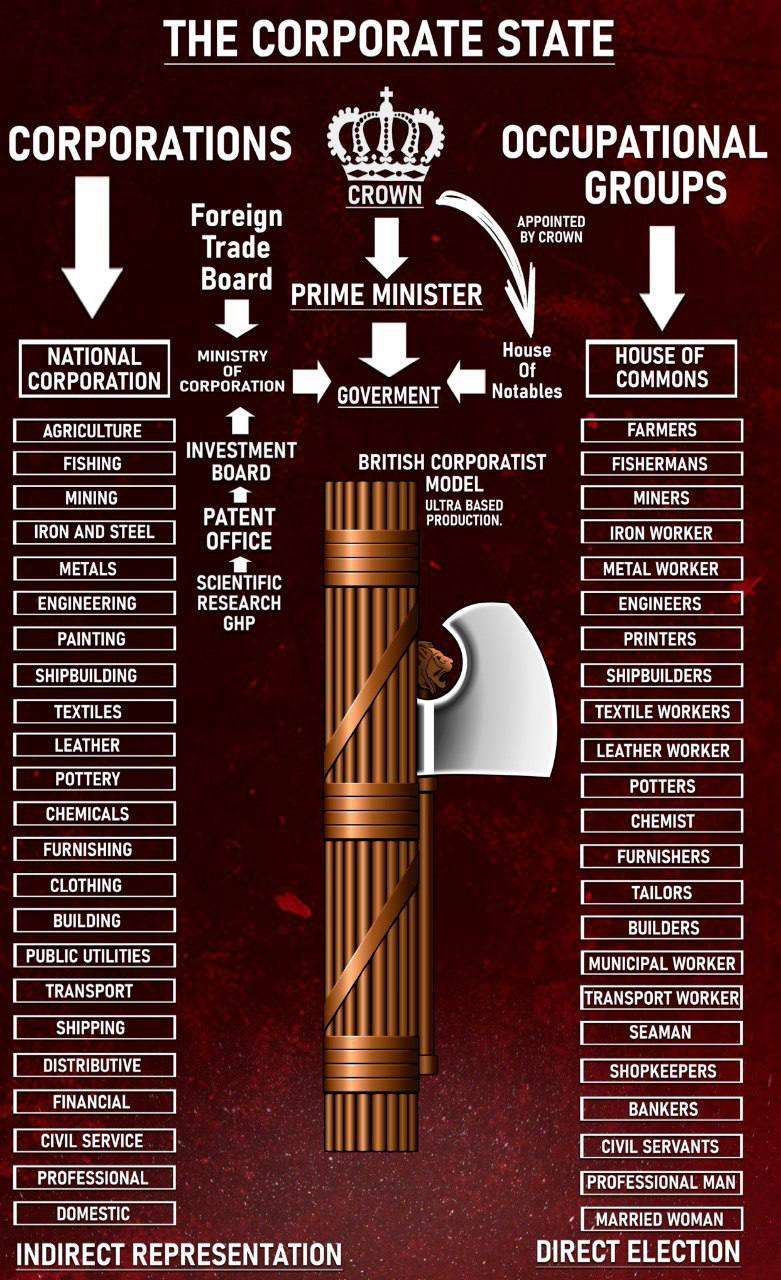 THE CORPORATE STATE
CORPORATIONS
OCCUPATIONAL
GROUPS
CROWN
APPOINTED
BY CROWN
Foreign
Trade
Board
PRIME MINISTER
NATIONAL
CORPORATION
MINISTRY
OF
CORPORATION
GOVERMENT
House
Of
Notables
HOUSE OF
COMMONS
INVESTMENT
BOARD
PATENT
OFFICE
SCIENTIFIC
RESEARCH
GHP
BRITISH CORPORATIST
MODEL
ULTRA BASED
PRODUCTION.
AGRICULTURE
FISHING
MINING
IRON AND STEEL
METALS
ENGINEERING
PAINTING
SHIPBUILDING
TEXTILES
LEATHER
POTTERY
CHEMICALS
FURNISHING
CLOTHING
BUILDING
PUBLIC UTILITIES
TRANSPORT
SHIPPING
DISTRIBUTIVE
FINANCIAL
CIVIL SERVICE
PROFESSIONAL
DOMESTIC
INDIRECT REPRESENTATION
FARMERS
FISHERMANS
MINERS
IRON WORKER
METAL WORKER
ENGINEERS
PRINTERS
SHIPBUILDERS
TEXTILE WORKERS
LEATHER WORKER
POTTERS
CHEMIST
FURNISHERS
TAILORS
BUILDERS
MUNICIPAL WORKER
TRANSPORT WORKER
SEAMAN
SHOPKEEPERS
BANKERS
CIVIL SERVANTS
PROFESSIONAL MAN
MARRIED WOMAN
DIRECT ELECTION